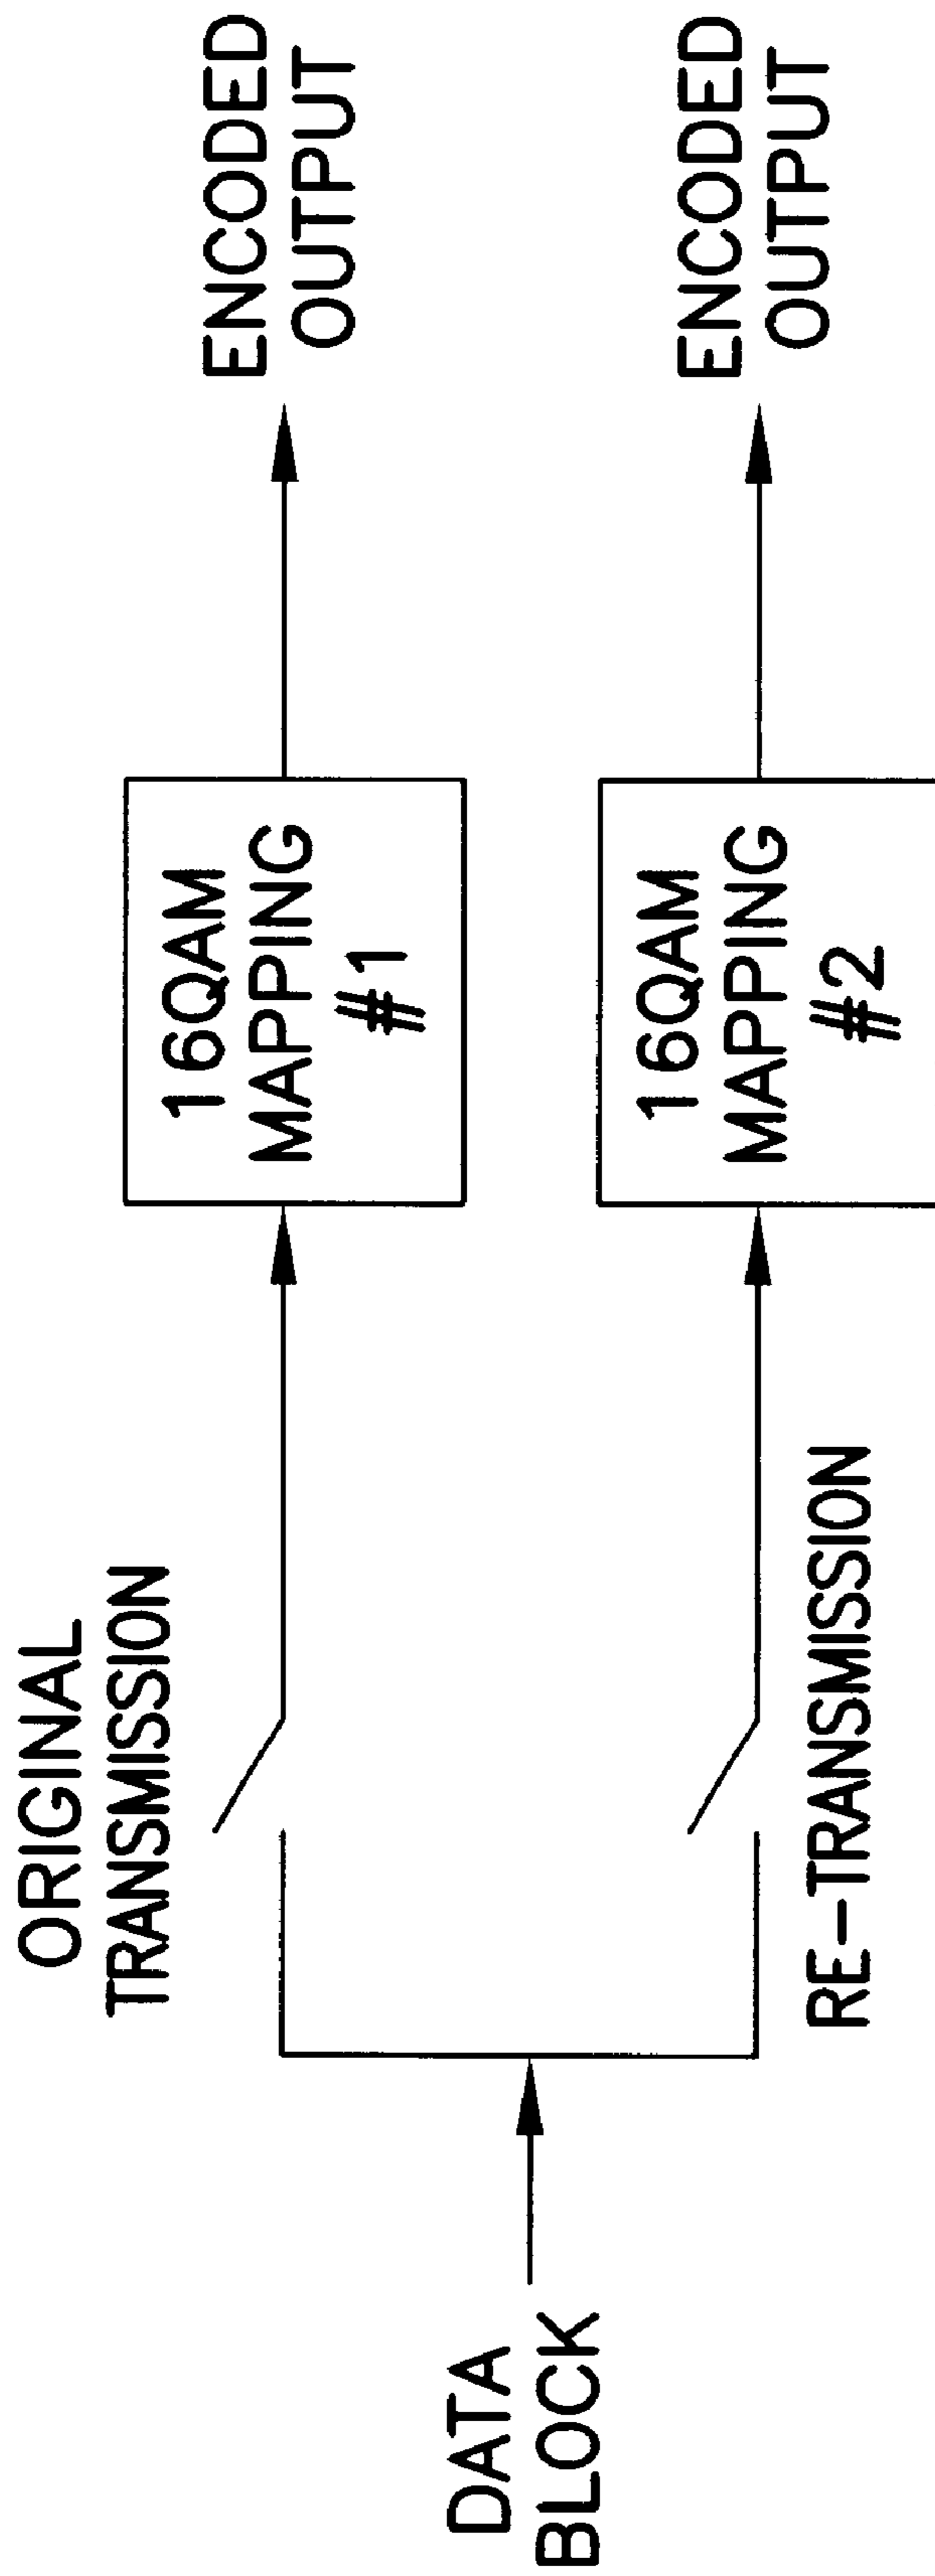 DATA
BLOCK
ORIGINAL
TRANSMISSION
16QAM
MAPPING
#1
ENCODED
OUTPUT
RE-TRANSMISSION
16QAM
MAPPING
#2
ENCODED
OUTPUT